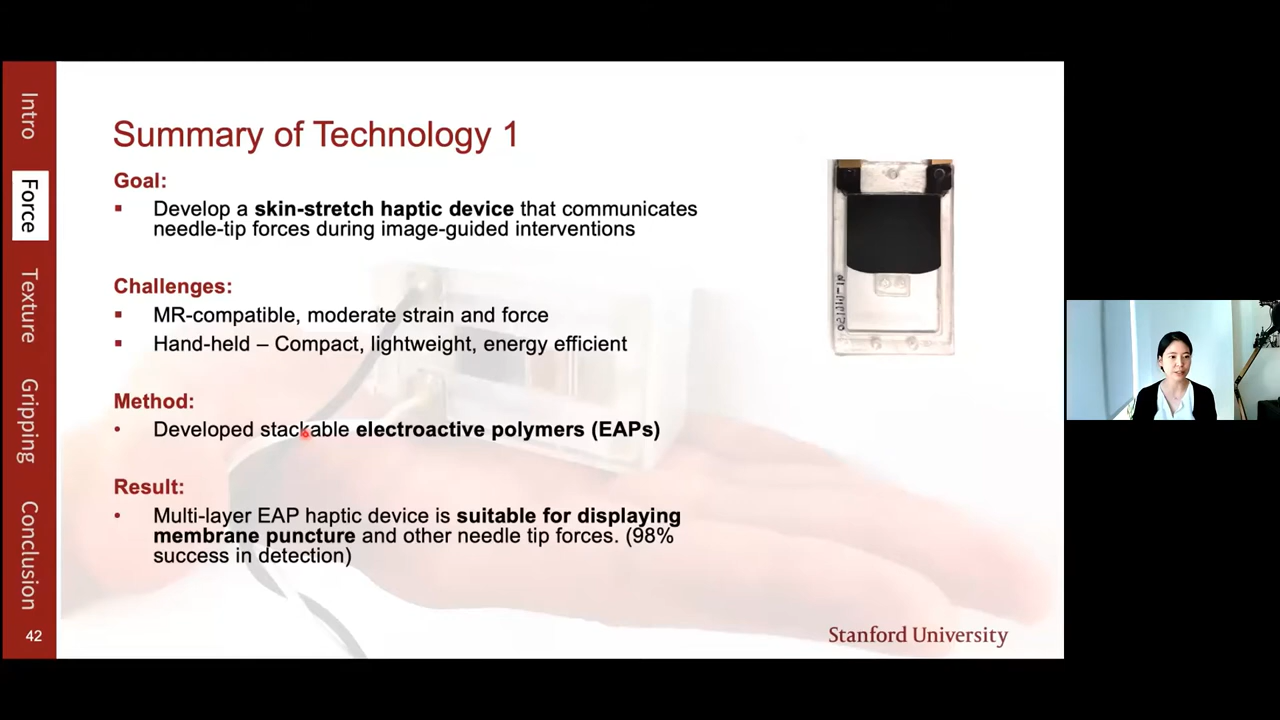 Intro
Force
Texture
Gripping
Conclusion
42
Summary of Technology 1
Goal:
▪ Develop a skin-stretch haptic device that communicates
needle-tip forces during image-guided interventions
Challenges:
▪ MR-compatible, moderate strain and force
▪ Hand-held – Compact, lightweight, energy efficient
Method:
• Developed stackable electroactive polymers (EAPs)
Result:
• Multi-layer EAP haptic device is suitable for displaying
membrane puncture and other needle tip forces. (98%
success in detection)
Stanford University